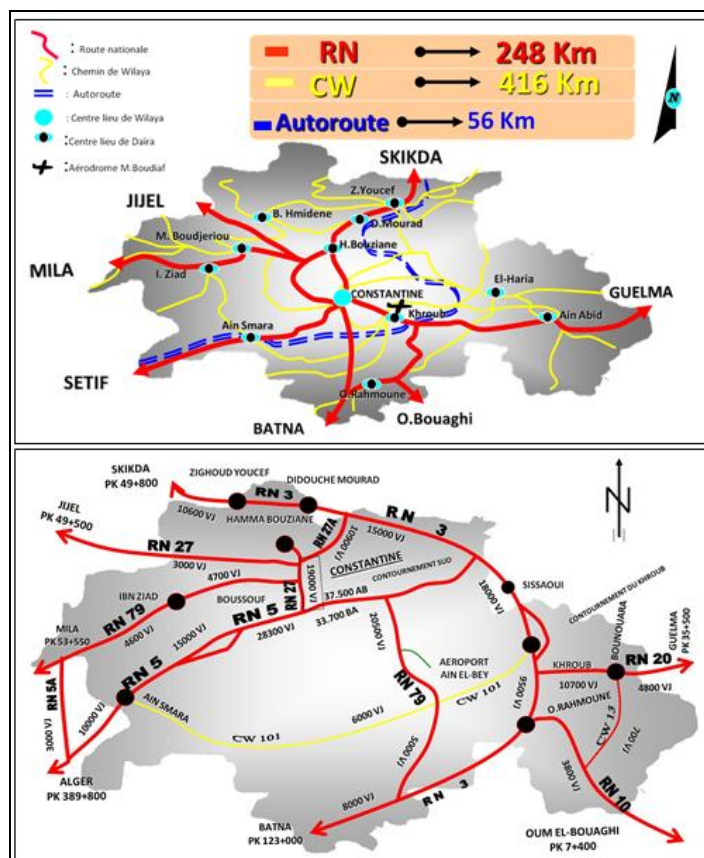 : Route nationale
: Chemin de Wilaya
: Autoroute
: Centre lieu de Wilaya
: Centre lieu de Daira
: Aérodrome M.Boudiaf
RN 248 Km
CW 416 Km
Autoroute 56 Km
N
SKIKDA
Z.Youcef
JIJEL
B. Hmidene
D.Mourad
M. Boudjeriou
H.Bouziane
MILA
I. Ziad
El-Haria
CONSTANTINE
GUELMA
Khroub
Ain Abid
Ain Smara
SETIF
O.Rahmoune
BATNA
O.Bouaghi
SKIKDA
PK 49+800
ZIGHOUD YOUCEF
DIDOUCHE MOURAD
RN 3
N
JIJEL
PK 49+500
10600 VJ
HAMMA BOUZIANE
RN 3
15000 VJ
RN27A
10900 VJ
RN 27
3000 VJ
CONSTANTINE
CONTOURNEMENT SUD
4700 VJ
19000 VJ
IBN ZIAD
BOUSSOUF
RN 27
37.500 AB
18000 VJ
SISSAOUI
CONTOURNEMENT DU KHROUB
RN 79
RN 5
33.700 BA
28300 VJ
20500 VJ
MILA
PK 53+550
4600 VJ
15000 VJ
BOUNOUARA
GUELMA
PK 35+500
RN 5
AEROPORT
AIN EL-BEY
KHROUB
RN 20
RN 79
CW 101
10700 VJ
4800 VJ
RN 5A
AIN SMARA
9500 VJ
O.RAHMOUNE
3000 VJ
10000 VJ
6000 VJ
CW 101
CW 13
700 VJ
5000 VJ
3800 VJ
ALGER
PK 389+800
8000 VJ
RN 3
RN 10
BATNA
PK 123+000
OUM EL-BOUAGHI
PK 7+400